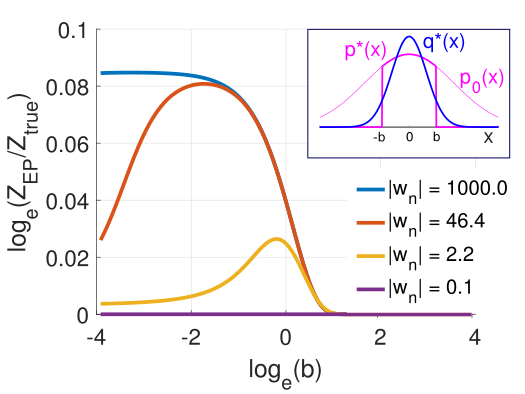 log_e(Z_EP/Z_true)
0.1
0.08
0.06
0.04
0.02
0
-4
-2
0
2
4
log_e(b)
p*(x)
q*(x)
p_0(x)
-b
0
b
X
|w_n| = 1000.0
|w_n| = 46.4
|w_n| = 2.2
|w_n| = 0.1